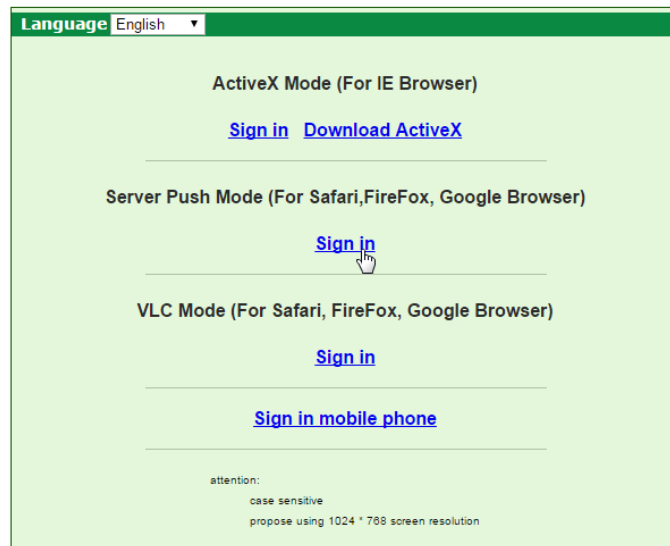 Language English
ActiveX Mode (For IE Browser)
Sign in Download ActiveX
Server Push Mode (For Safari,FireFox, Google Browser)
Sign in
VLC Mode (For Safari, FireFox, Google Browser)
Sign in
Sign in mobile phone
attention:
case sensitive
propose using 1024 * 768 screen resolution